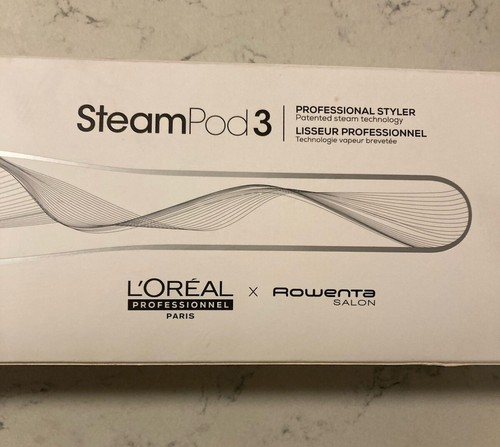 SteamPod 3
PROFESSIONAL STYLER
Patented steam technology
LISSEUR PROFESSIONNEL
Technologie vapeur brevetée
L'ORÉAL
PROFESSIONNEL
PARIS
x
Rowenta
SALON